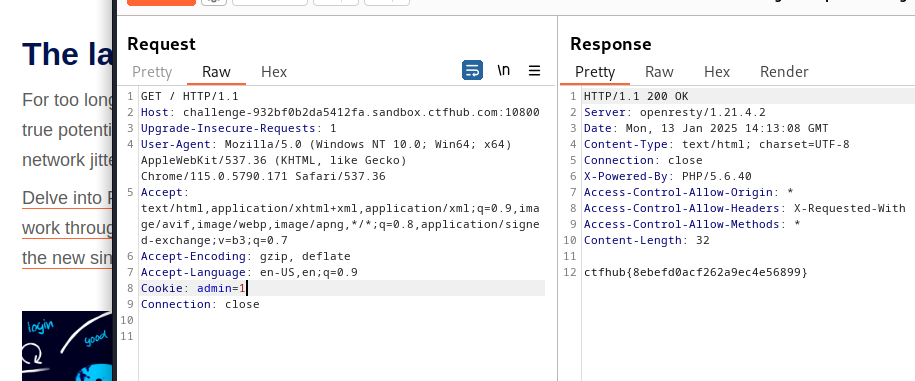 The la
For too long
true potenti
network jitte
Delve into P
work throug
the new sin
login
good
Request
Pretty Raw Hex
\n
1 GET / HTTP/1.1
2 Host: challenge-932bf0b2da5412fa.sandbox.ctfhub.com:10800
3 Upgrade-Insecure-Requests: 1
4 User-Agent: Mozilla/5.0 (Windows NT 10.0; Win64; x64)
AppleWebKit/537.36 (KHTML, like Gecko)
Chrome/115.0.5790.171 Safari/537.36
5 Accept:
text/html,application/xhtml+xml,application/xml;q=0.9,ima
ge/avif,image/webp,image/apng,*/*;q=0.8,application/signe
d-exchange;v=b3;q=0.7
6 Accept-Encoding: gzip, deflate
7 Accept-Language: en-US,en;q=0.9
8 Cookie: admin=1
9 Connection: close
10
11
Response
Pretty Raw Hex Render
1 HTTP/1.1 200 OK
2 Server: openresty/1.21.4.2
3 Date: Mon, 13 Jan 2025 14:13:08 GMT
4 Content-Type: text/html; charset=UTF-8
5 Connection: close
6 X-Powered-By: PHP/5.6.40
7 Access-Control-Allow-Origin: *
8 Access-Control-Allow-Headers: X-Requested-With
9 Access-Control-Allow-Methods: *
10 Content-Length: 32
11
12 ctfhub{8ebefd0acf262a9ec4e56899}